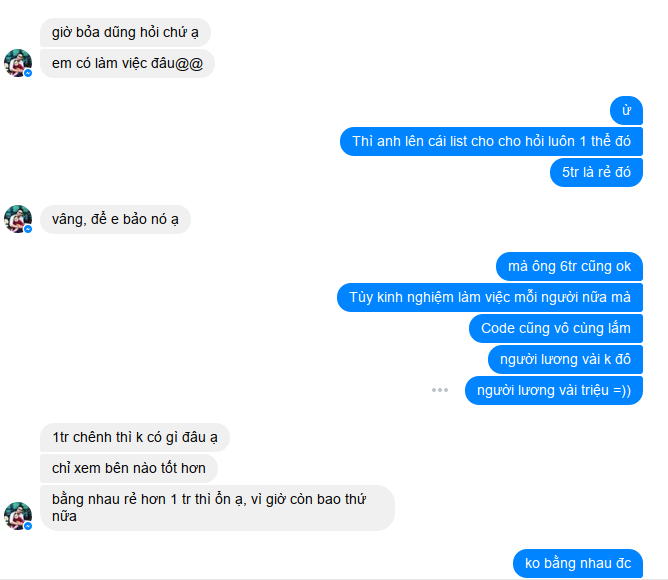 giờ bỏa dũng hỏi chứ ạ
em có làm việc đâu@@
ừ
Thì anh lên cái list cho cho hỏi luôn 1 thể đó
5tr là rẻ đó
vâng, để e bảo nó ạ
mà ông 6tr cũng ok
Tùy kinh nghiệm làm việc mỗi người nữa mà
Code cũng vô cùng lắm
người lương vài k đô
người lương vài triệu =))
1tr chênh thì k có gì đâu ạ
chỉ xem bên nào tốt hơn
bằng nhau rẻ hơn 1 tr thì ổn ạ, vì giờ còn bao thứ
nữa
ko bằng nhau đc